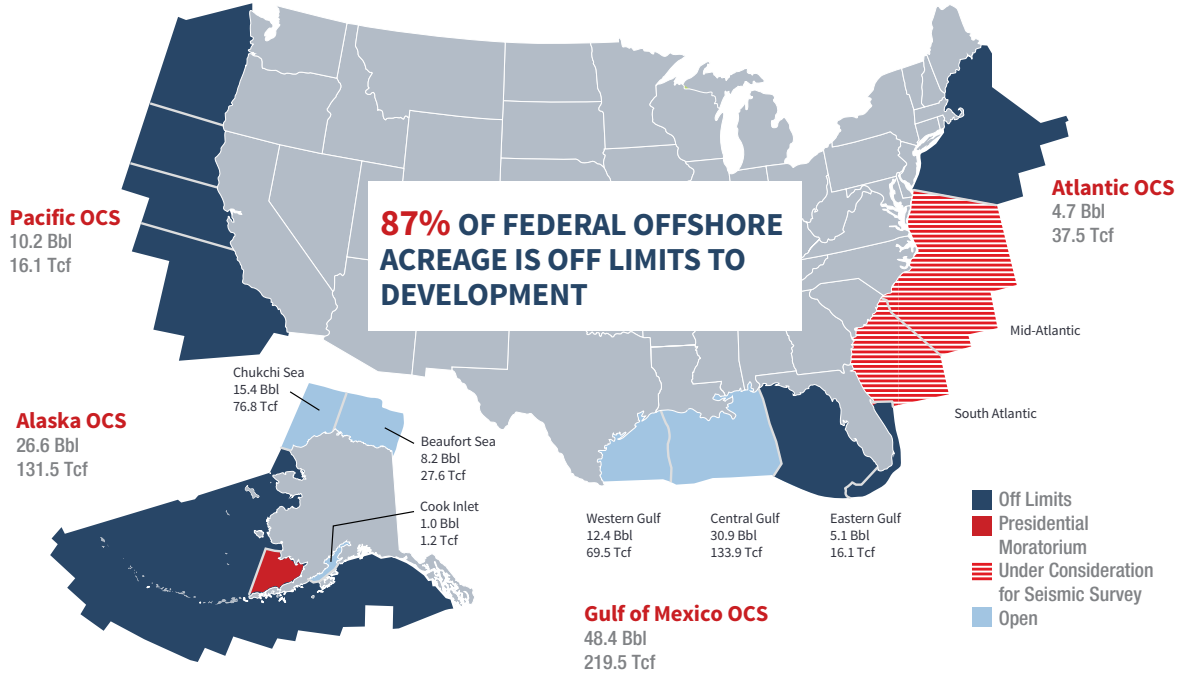 87% OF FEDERAL OFFSHORE
ACREAGE IS OFF LIMITS TO
DEVELOPMENT
Pacific OCS
10.2 Bbl
16.1 Tcf
Atlantic OCS
4.7 Bbl
37.5 Tcf
Mid-Atlantic
South Atlantic
Alaska OCS
26.6 Bbl
131.5 Tcf
Chukchi Sea
15.4 Bbl
76.8 Tcf
Beaufort Sea
8.2 Bbl
27.6 Tcf
Cook Inlet
1.0 Bbl
1.2 Tcf
Western Gulf
12.4 Bbl
69.5 Tcf
Central Gulf
30.9 Bbl
133.9 Tcf
Eastern Gulf
5.1 Bbl
16.1 Tcf
Gulf of Mexico OCS
48.4 Bbl
219.5 Tcf
Off Limits
Presidential
Moratorium
Under Consideration
for Seismic Survey
Open